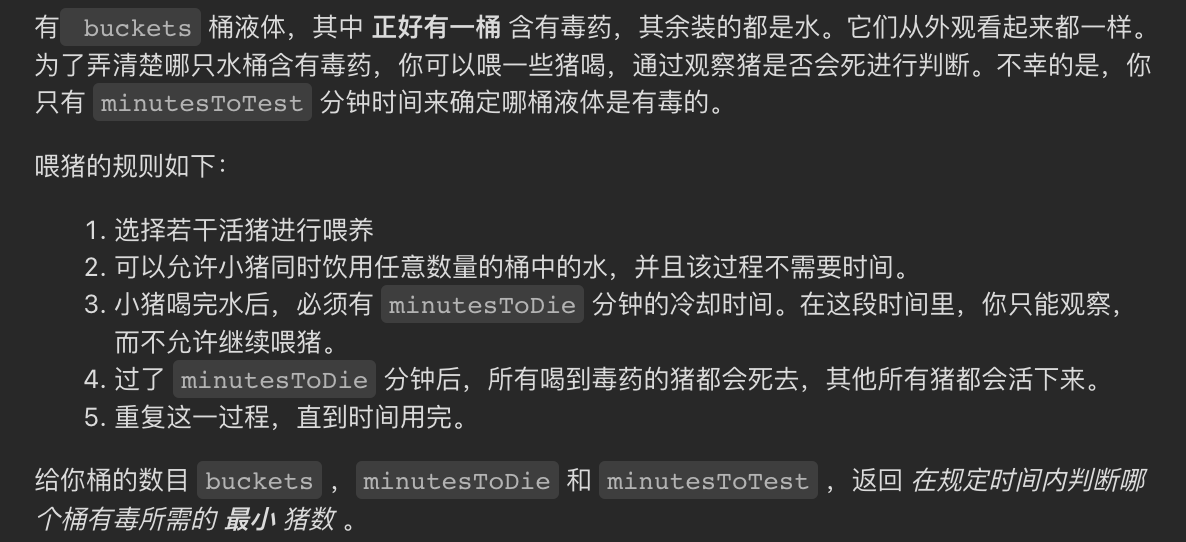 有 buckets 桶液体，其中 正好有一桶 含有毒药，其余装的都是水。它们从外观看起来都一样。
为了弄清楚哪只水桶含有毒药，你可以喂一些猪喝，通过观察猪是否会死进行判断。不幸的是，你
只有 minutesToTest 分钟时间来确定哪桶液体是有毒的。
喂猪的规则如下：
1. 选择若干活猪进行喂养
2. 可以允许小猪同时饮用任意数量的桶中的水，并且该过程不需要时间。
3. 小猪喝完水后，必须有 minutesToDie 分钟的冷却时间。在这段时间里，你只能观察，
而不允许继续喂猪。
4. 过了 minutesToDie 分钟后，所有喝到毒药的猪都会死去，其他所有猪都会活下来。
5. 重复这一过程，直到时间用完。
给你桶的数目 buckets ， minutesToDie 和 minutesToTest ，返回 在规定时间内判断哪
个桶有毒所需的 最小 猪数 。